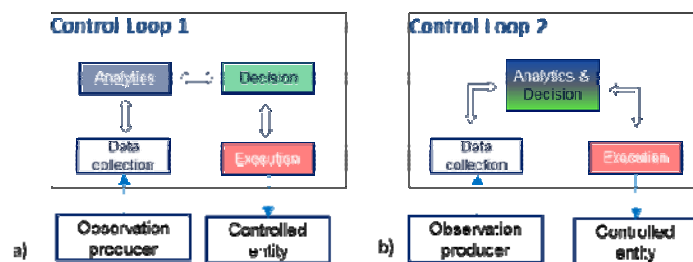 Control Loop 1
Analytics
Decision
Data
collection
Execution
Observation
producer
Controlled
entity
a)
Control Loop 2
Analytics &
Decision
Data
collection
Execution
Observation
producer
Controlled
entity
b)